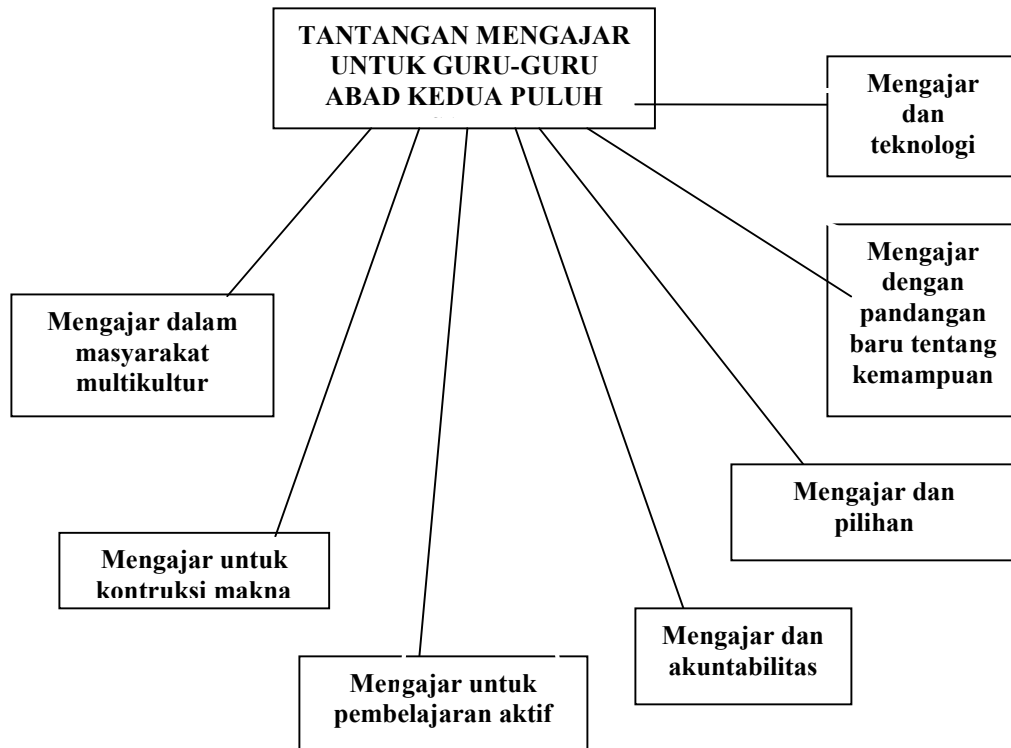 TANTANGAN MENGAJAR
UNTUK GURU-GURU
ABAD KEDUA PULUH
Mengajar
dan
teknologi
Mengajar
dengan
pandangan
baru tentang
kemampuan
Mengajar dalam
masyarakat
multikultur
Mengajar dan
pilihan
Mengajar untuk
kontruksi makna
Mengajar dan
akuntabilitas
Mengajar untuk
pembelajaran aktif